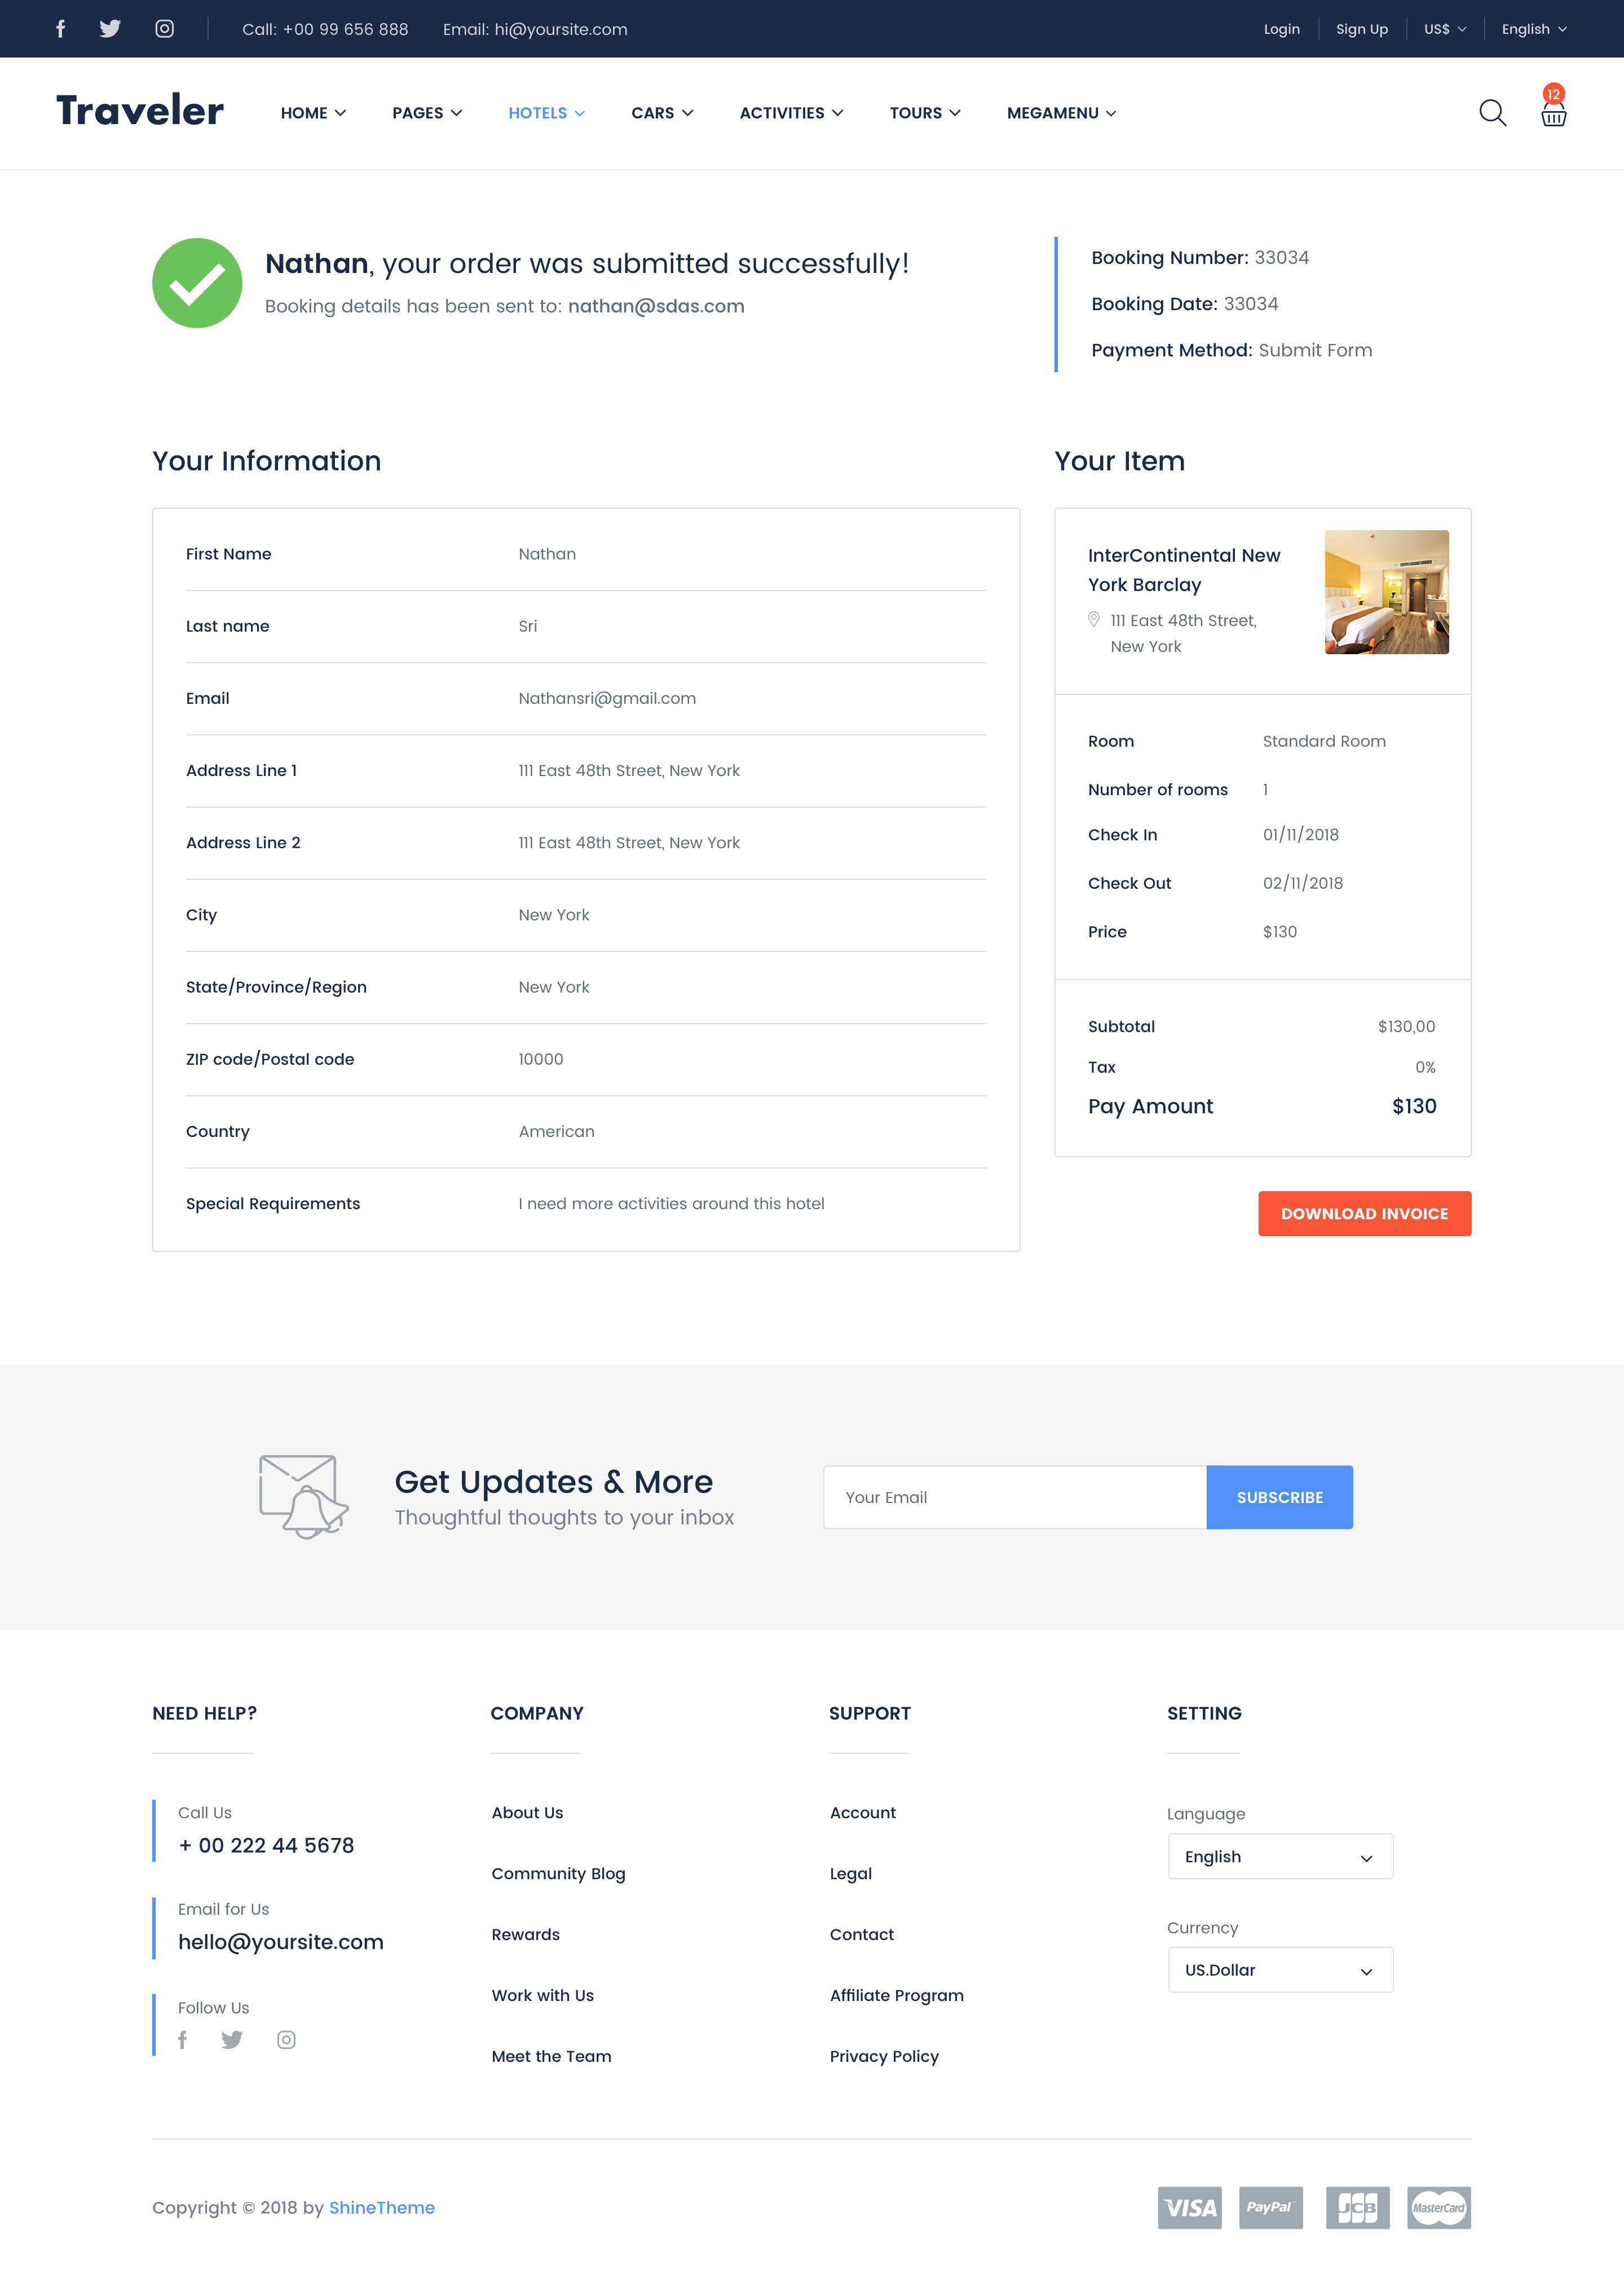 Call: +00 99 656 888 Email: hi@yoursite.com Login Sign Up US$ English
Traveler HOME PAGES HOTELS CARS ACTIVITIES TOURS MEGAMENU 12
Nathan, your order was submitted successfully!
Booking details has been sent to: nathan@sdas.com
Booking Number: 33034
Booking Date: 33034
Payment Method: Submit Form
Your Information
First Name Nathan
Last name Sri
Email Nathansri@gmail.com
Address Line 1 111 East 48th Street, New York
Address Line 2 111 East 48th Street, New York
City New York
State/Province/Region New York
ZIP code/Postal code 10000
Country American
Special Requirements I need more activities around this hotel
Your Item
InterContinental New
York Barclay
111 East 48th Street,
New York
Room Standard Room
Number of rooms 1
Check In 01/11/2018
Check Out 02/11/2018
Price $130
Subtotal $130,00
Tax 0%
Pay Amount $130
DOWNLOAD INVOICE
Get Updates & More
Thoughtful thoughts to your inbox
Your Email SUBSCRIBE
NEED HELP?
Call Us
+ 00 222 44 5678
Email for Us
hello@yoursite.com
Follow Us
COMPANY
About Us
Community Blog
Rewards
Work with Us
Meet the Team
SUPPORT
Account
Legal
Contact
Affiliate Program
Privacy Policy
SETTING
Language
English
Currency
US.Dollar
Copyright © 2018 by ShineTheme
VISA PayPal JCB MasterCard